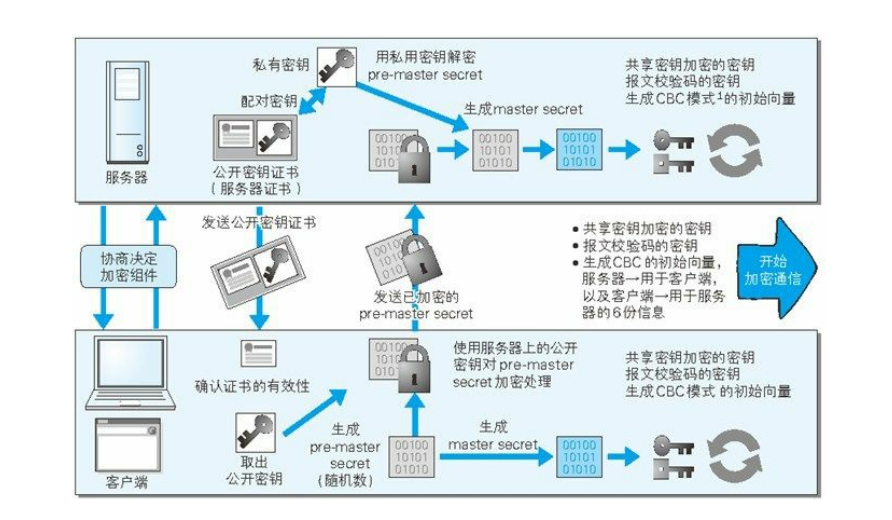 私有密钥
用私用密钥解密
pre-master secret
共享密钥加密的密钥
报文校验码的密钥
生成CBC模式¹的初始向量
配对密钥
生成master secret
00100
10101
01010
00100
10101
01010
00100
10101
01010
服务器
公开密钥证书
（服务器证书）
发送公开密钥证书
协商决定
加密组件
00100
10101
01010
发送已加密的
pre-master secret
• 共享密钥加密的密钥
• 报文校验码的密钥
• 生成CBC的初始向量，
服务器→用于客户端，
以及客户端→用于服务
器的6份信息
开始
加密通信
确认证书的有效性
00100
10101
01010
使用服务器上的公开
密钥对pre-master
secret加密处理
共享密钥加密的密钥
报文校验码的密钥
生成CBC模式 的初始向量
客户端
取出
公开密钥
生成
pre-master
secret
（随机数）
00100
10101
01010
生成
master secret
00100
10101
01010